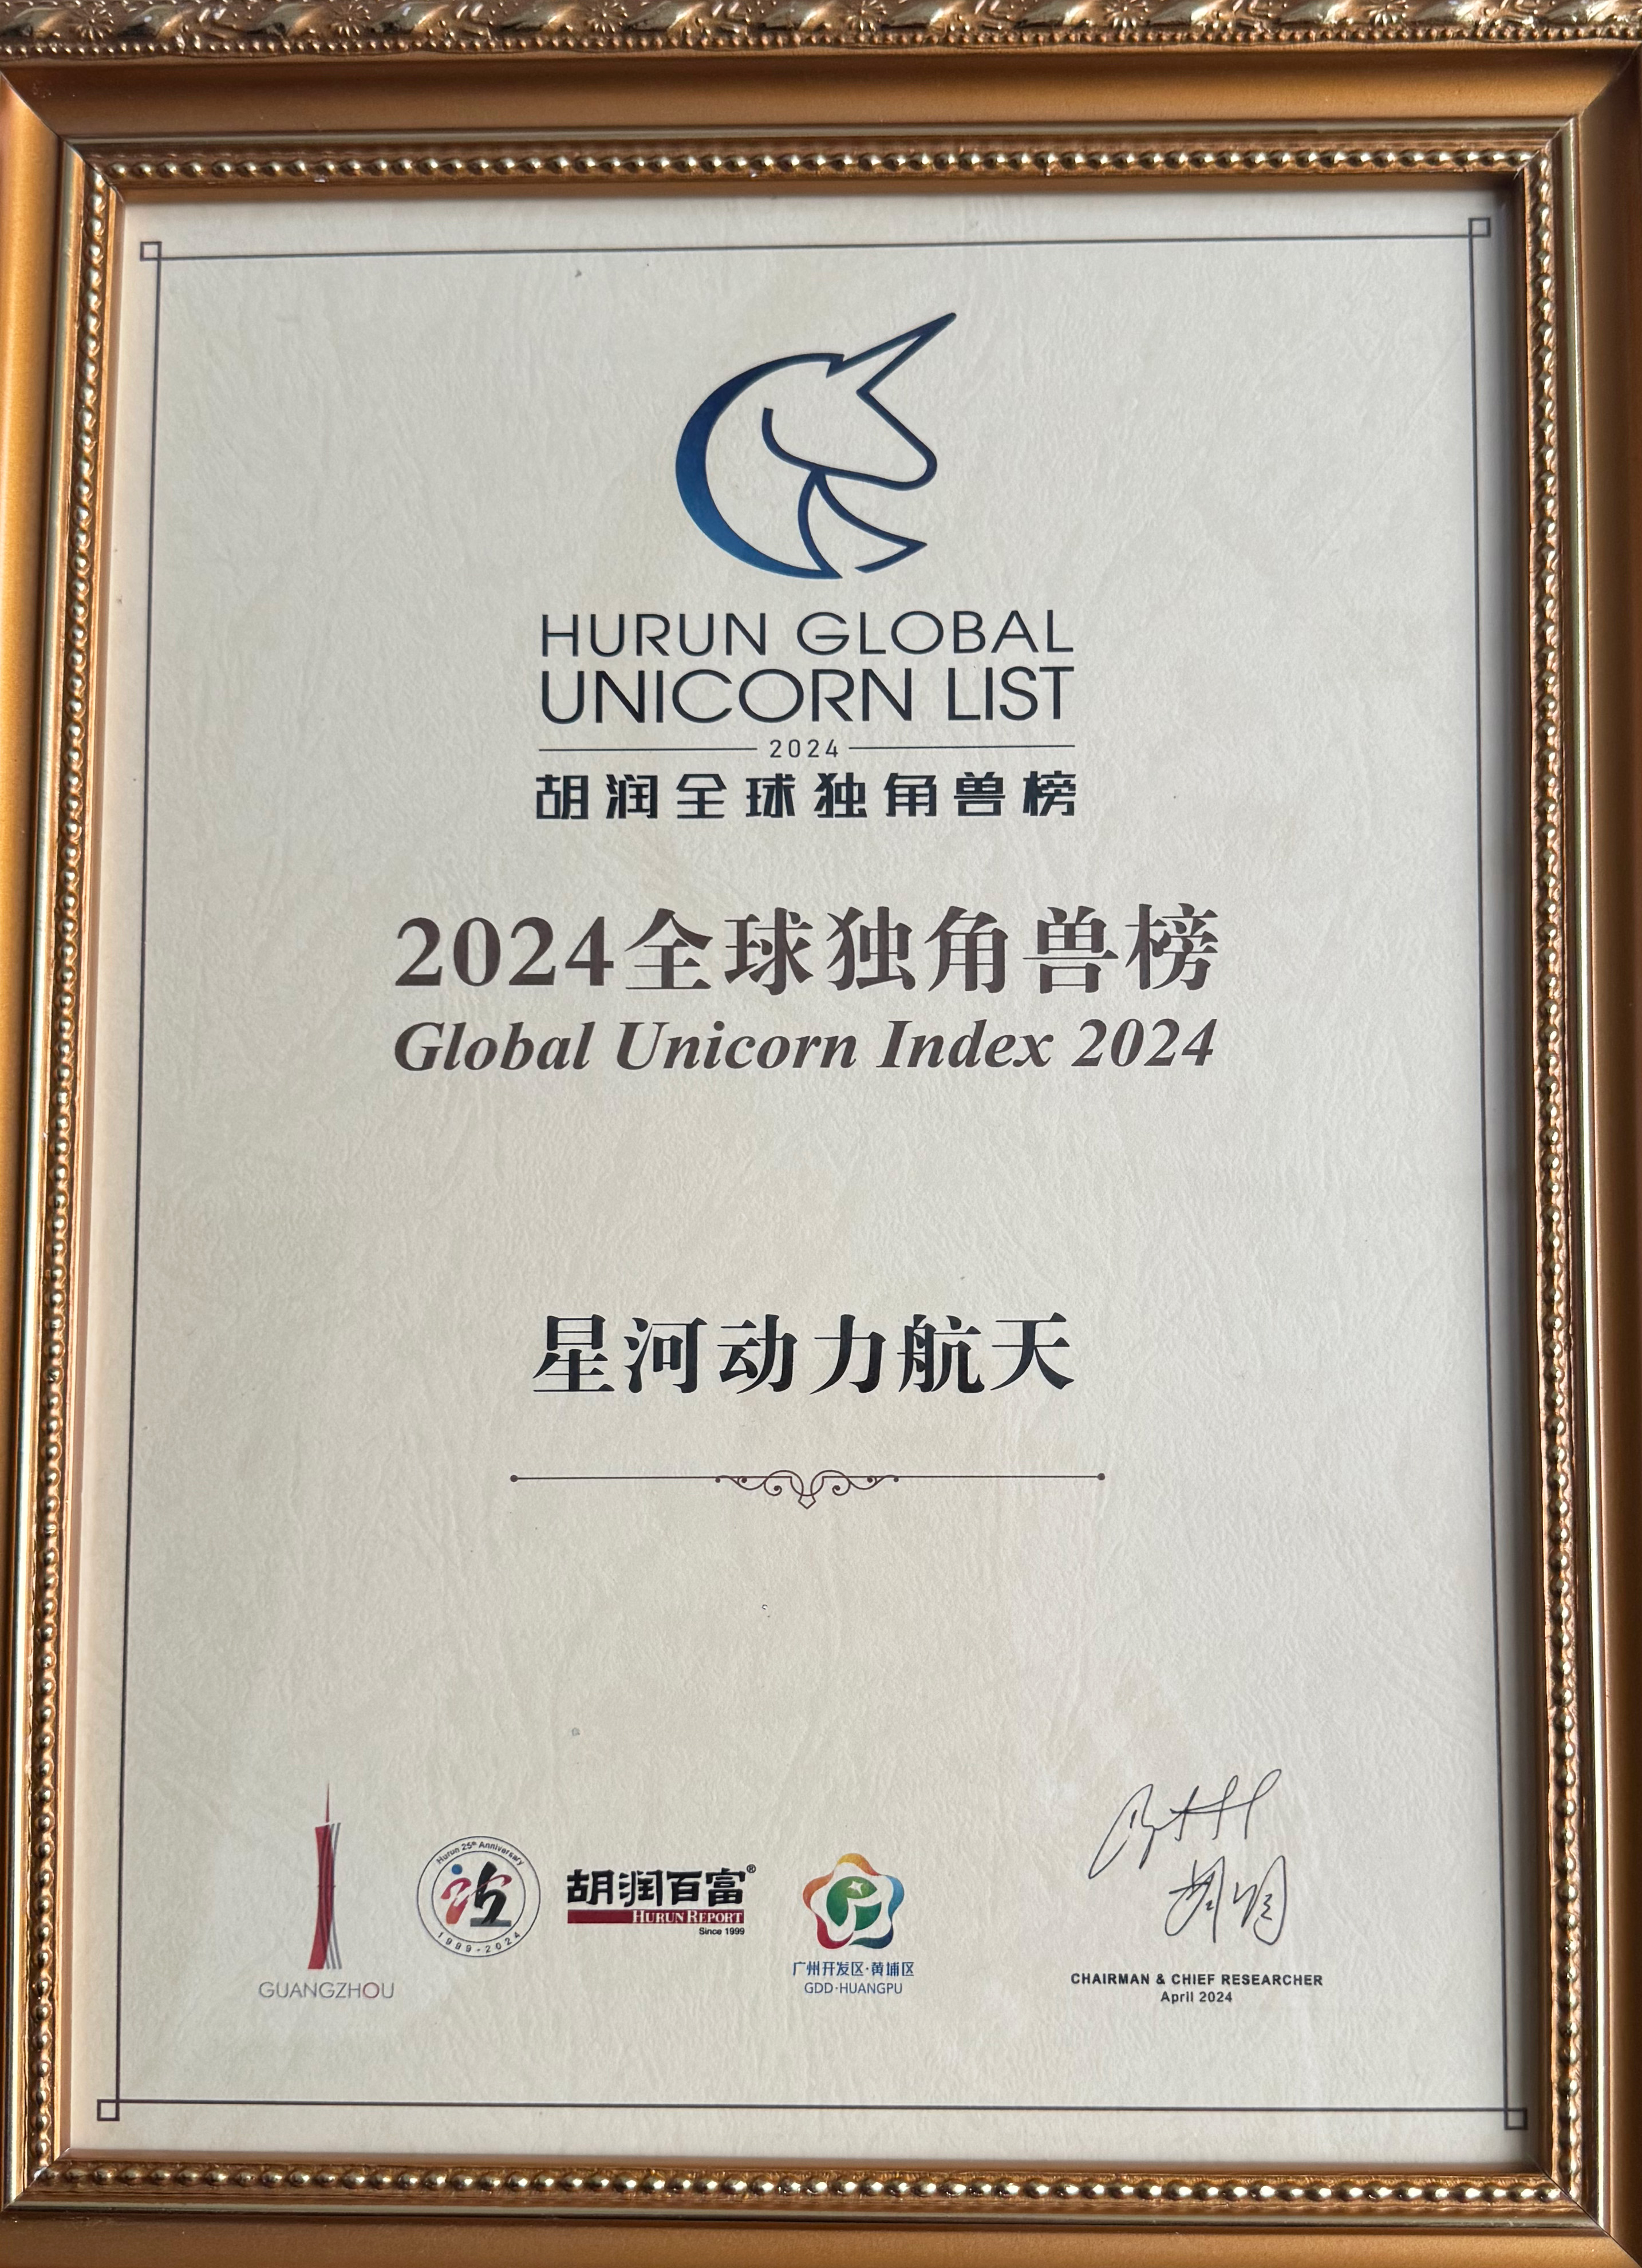 HURUN GLOBAL
UNICORN LIST
2024
胡润全球独角兽榜
2024全球独角兽榜
Global Unicorn Index 2024
星河动力航天
GUANGZHOU
Hurun 25th Anniversary
1999-2024
胡润百富®
HURUN REPORT
Since 1999
广州开发区·黄埔区
GDD·HUANGPU
胡润
CHAIRMAN & CHIEF RESEARCHER
April 2024